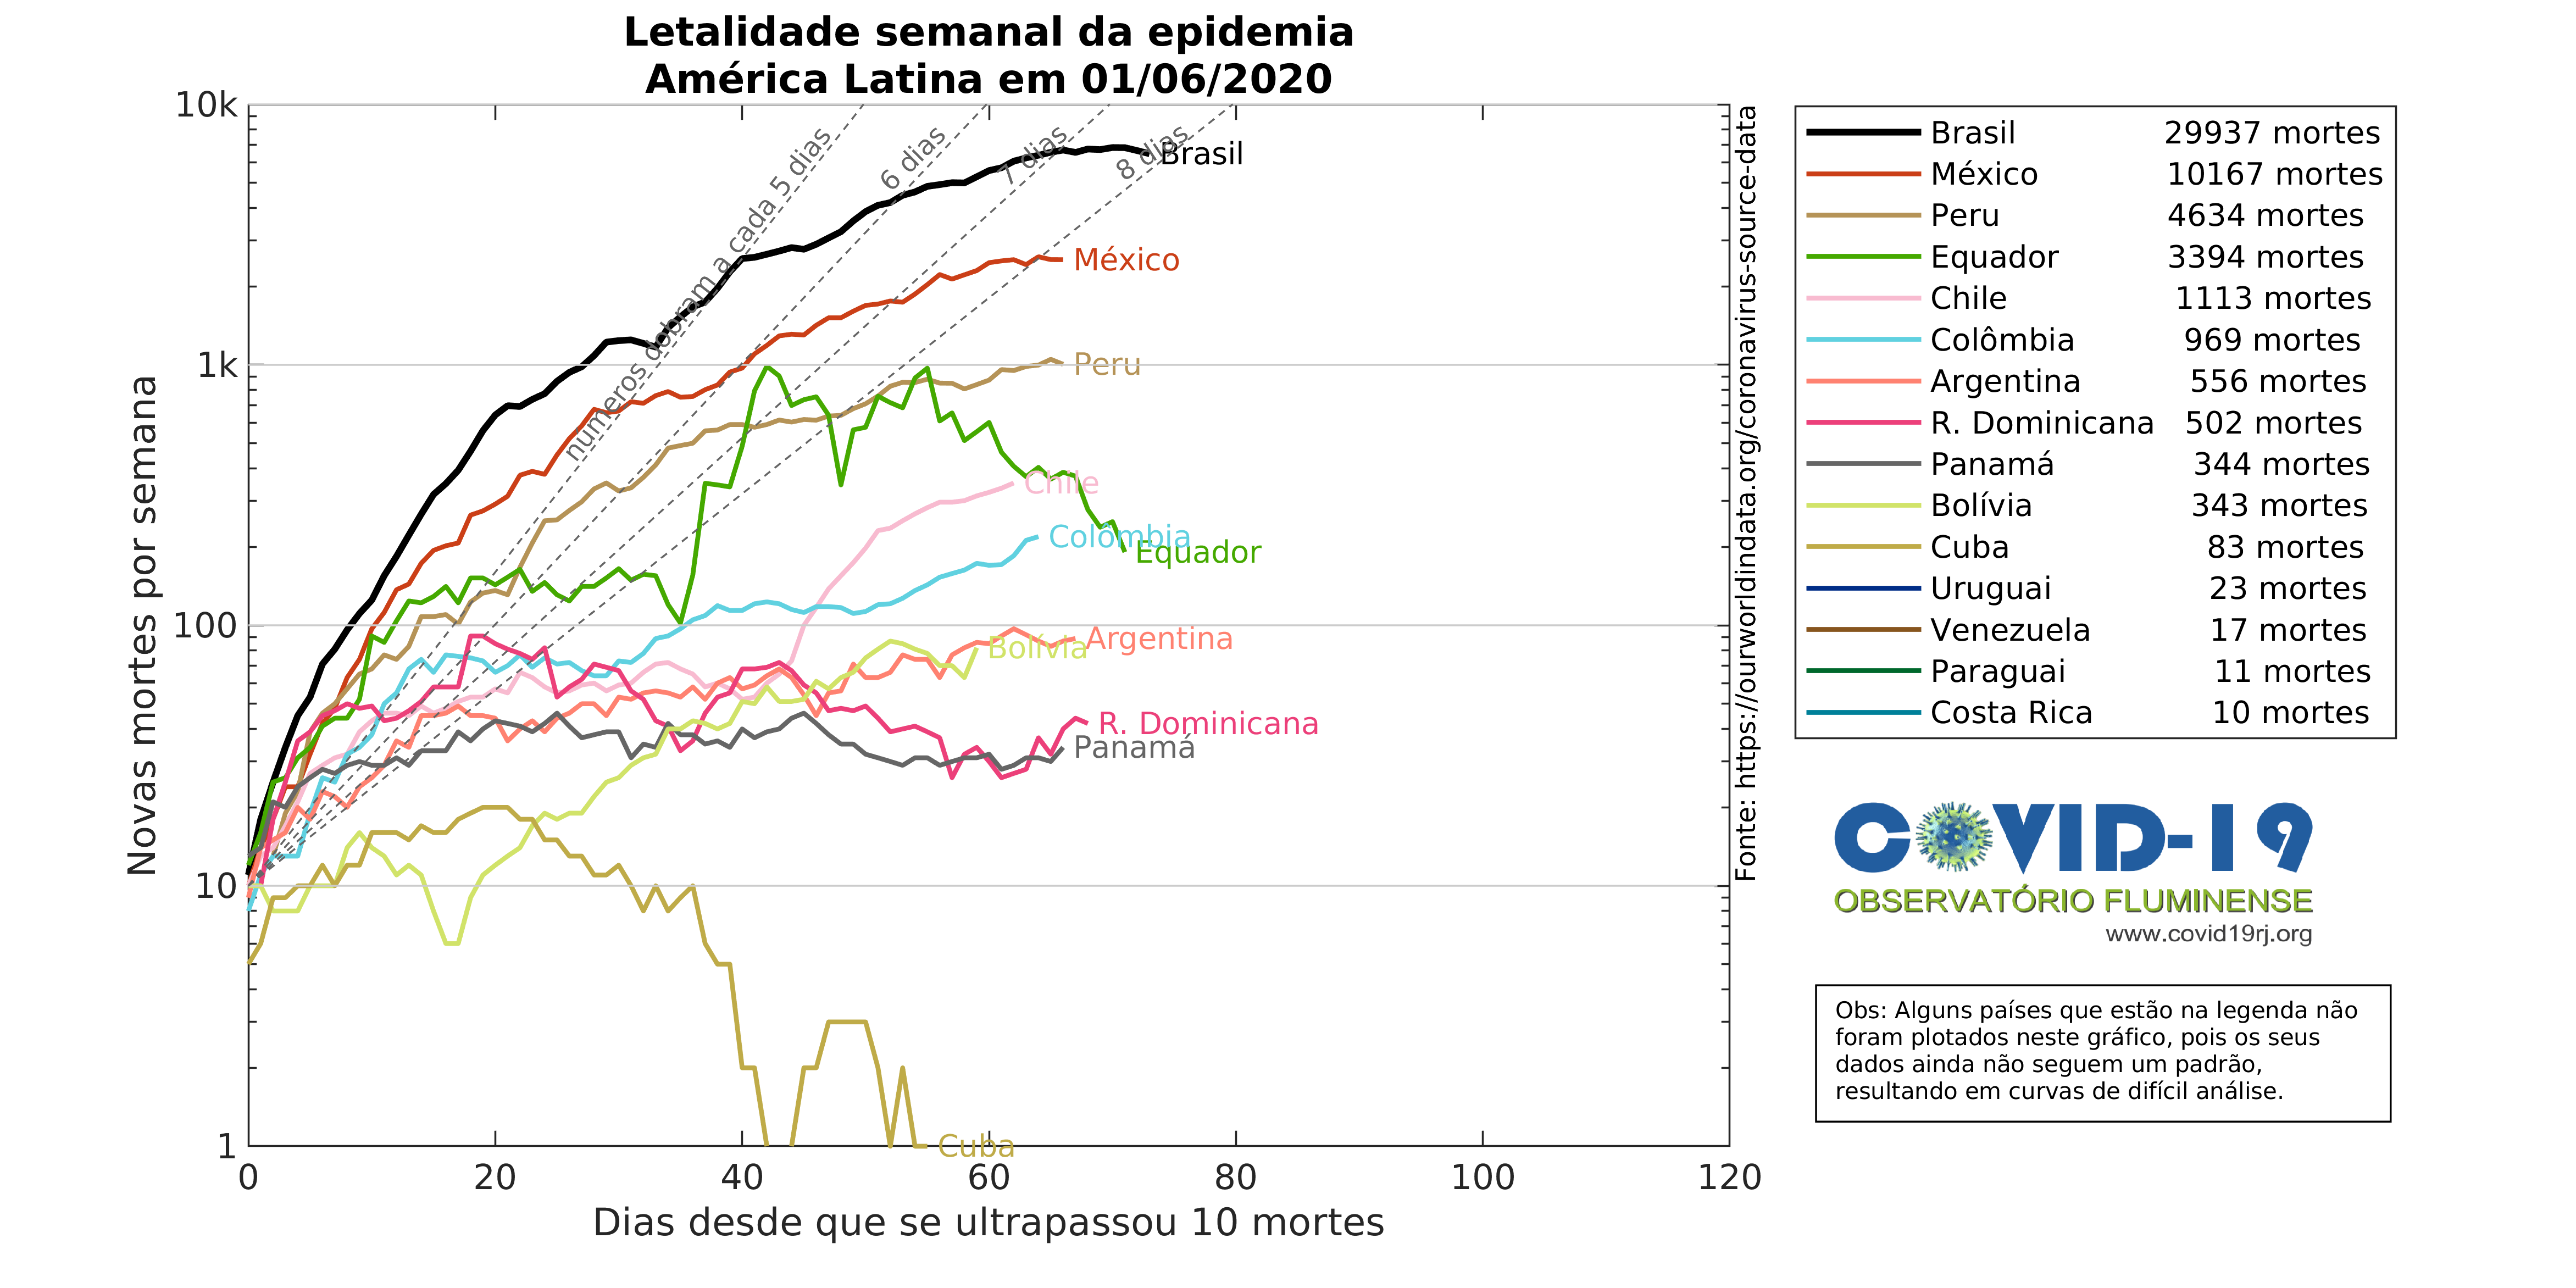 Letalidade semanal da epidemia
América Latina em 01/06/2020
Novas mortes por semana
10k
1k
100
10
1
0 20 40 60 80 100 120
Dias desde que se ultrapassou 10 mortes
números dobram a cada 5 dias
6 dias
7 dias
8 dias
Brasil
México
Peru
Chile
Colômbia
Equador
Argentina
Bolívia
R. Dominicana
Panamá
Cuba
Fonte: https://ourworldindata.org/coronavirus-source-data
Brasil 29937 mortes
México 10167 mortes
Peru 4634 mortes
Equador 3394 mortes
Chile 1113 mortes
Colômbia 969 mortes
Argentina 556 mortes
R. Dominicana 502 mortes
Panamá 344 mortes
Bolívia 343 mortes
Cuba 83 mortes
Uruguai 23 mortes
Venezuela 17 mortes
Paraguai 11 mortes
Costa Rica 10 mortes
COVID-19
OBSERVATÓRIO FLUMINENSE
www.covid19rj.org
Obs: Alguns países que estão na legenda não
foram plotados neste gráfico, pois os seus
dados ainda não seguem um padrão,
resultando em curvas de difícil análise.